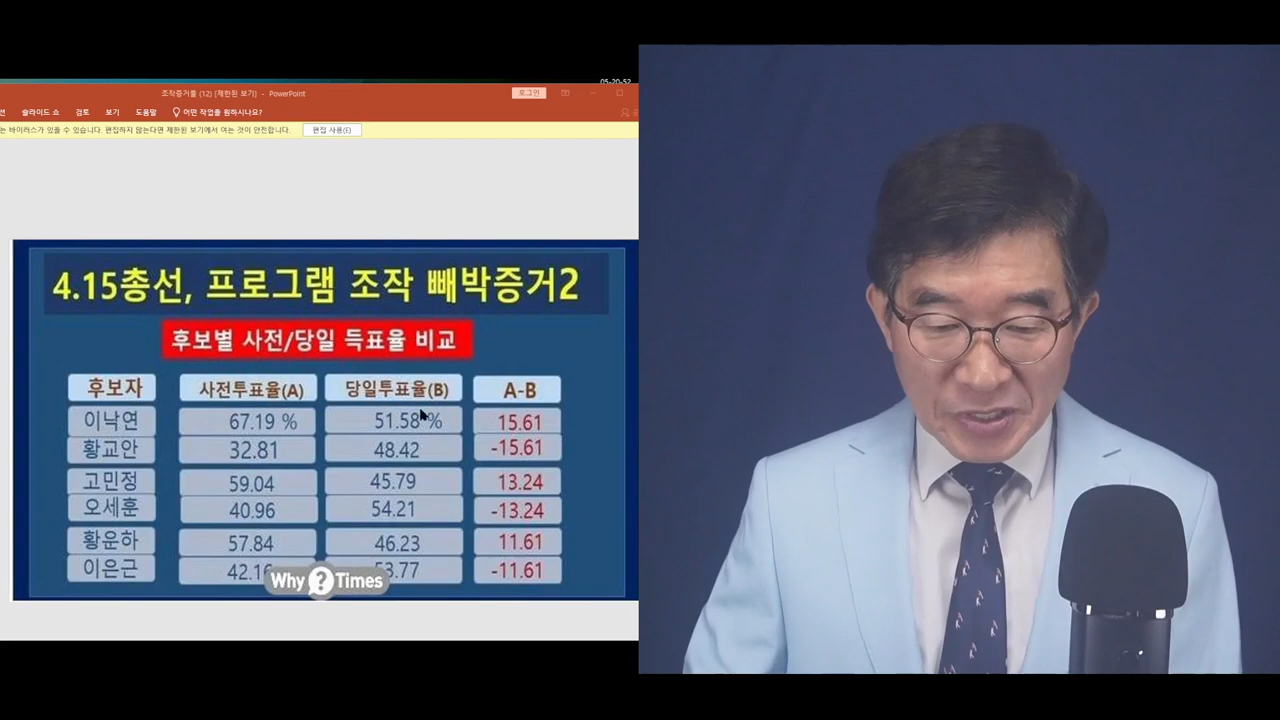 05-20-52
조작증거들 (12) [제한된 보기] - PowerPoint
로그인
션 슬라이드 쇼 검토 보기 도움말 어떤 작업을 원하시나요?
는 바이러스가 있을 수 있습니다. 편집하지 않는다면 제한된 보기에서 여는 것이 안전합니다. 편집 사용(E)
4.15총선, 프로그램 조작 빼박증거2
후보별 사전/당일 득표율 비교
후보자 사전투표율(A) 당일투표율(B) A-B
이낙연 67.19 % 51.58 % 15.61
황교안 32.81 48.42 -15.61
고민정 59.04 45.79 13.24
오세훈 40.96 54.21 -13.24
황운하 57.84 46.23 11.61
이은근 42.16 53.77 -11.61
Why ? Times